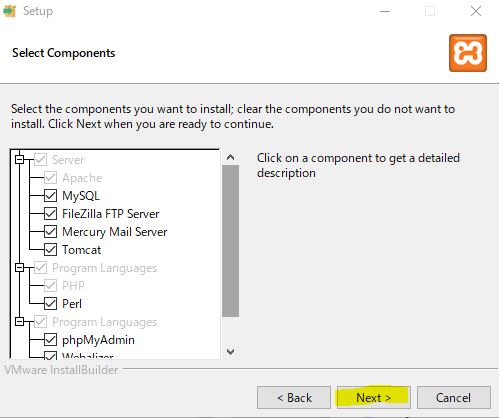 Setup
Select Components
Select the components you want to install; clear the components you do not want to
install. Click Next when you are ready to continue.
Server
Apache
MySQL
FileZilla FTP Server
Mercury Mail Server
Tomcat
Program Languages
PHP
Perl
Program Languages
phpMyAdmin
Webalizer
Click on a component to get a detailed
description
VMware InstallBuilder
< Back
Next >
Cancel